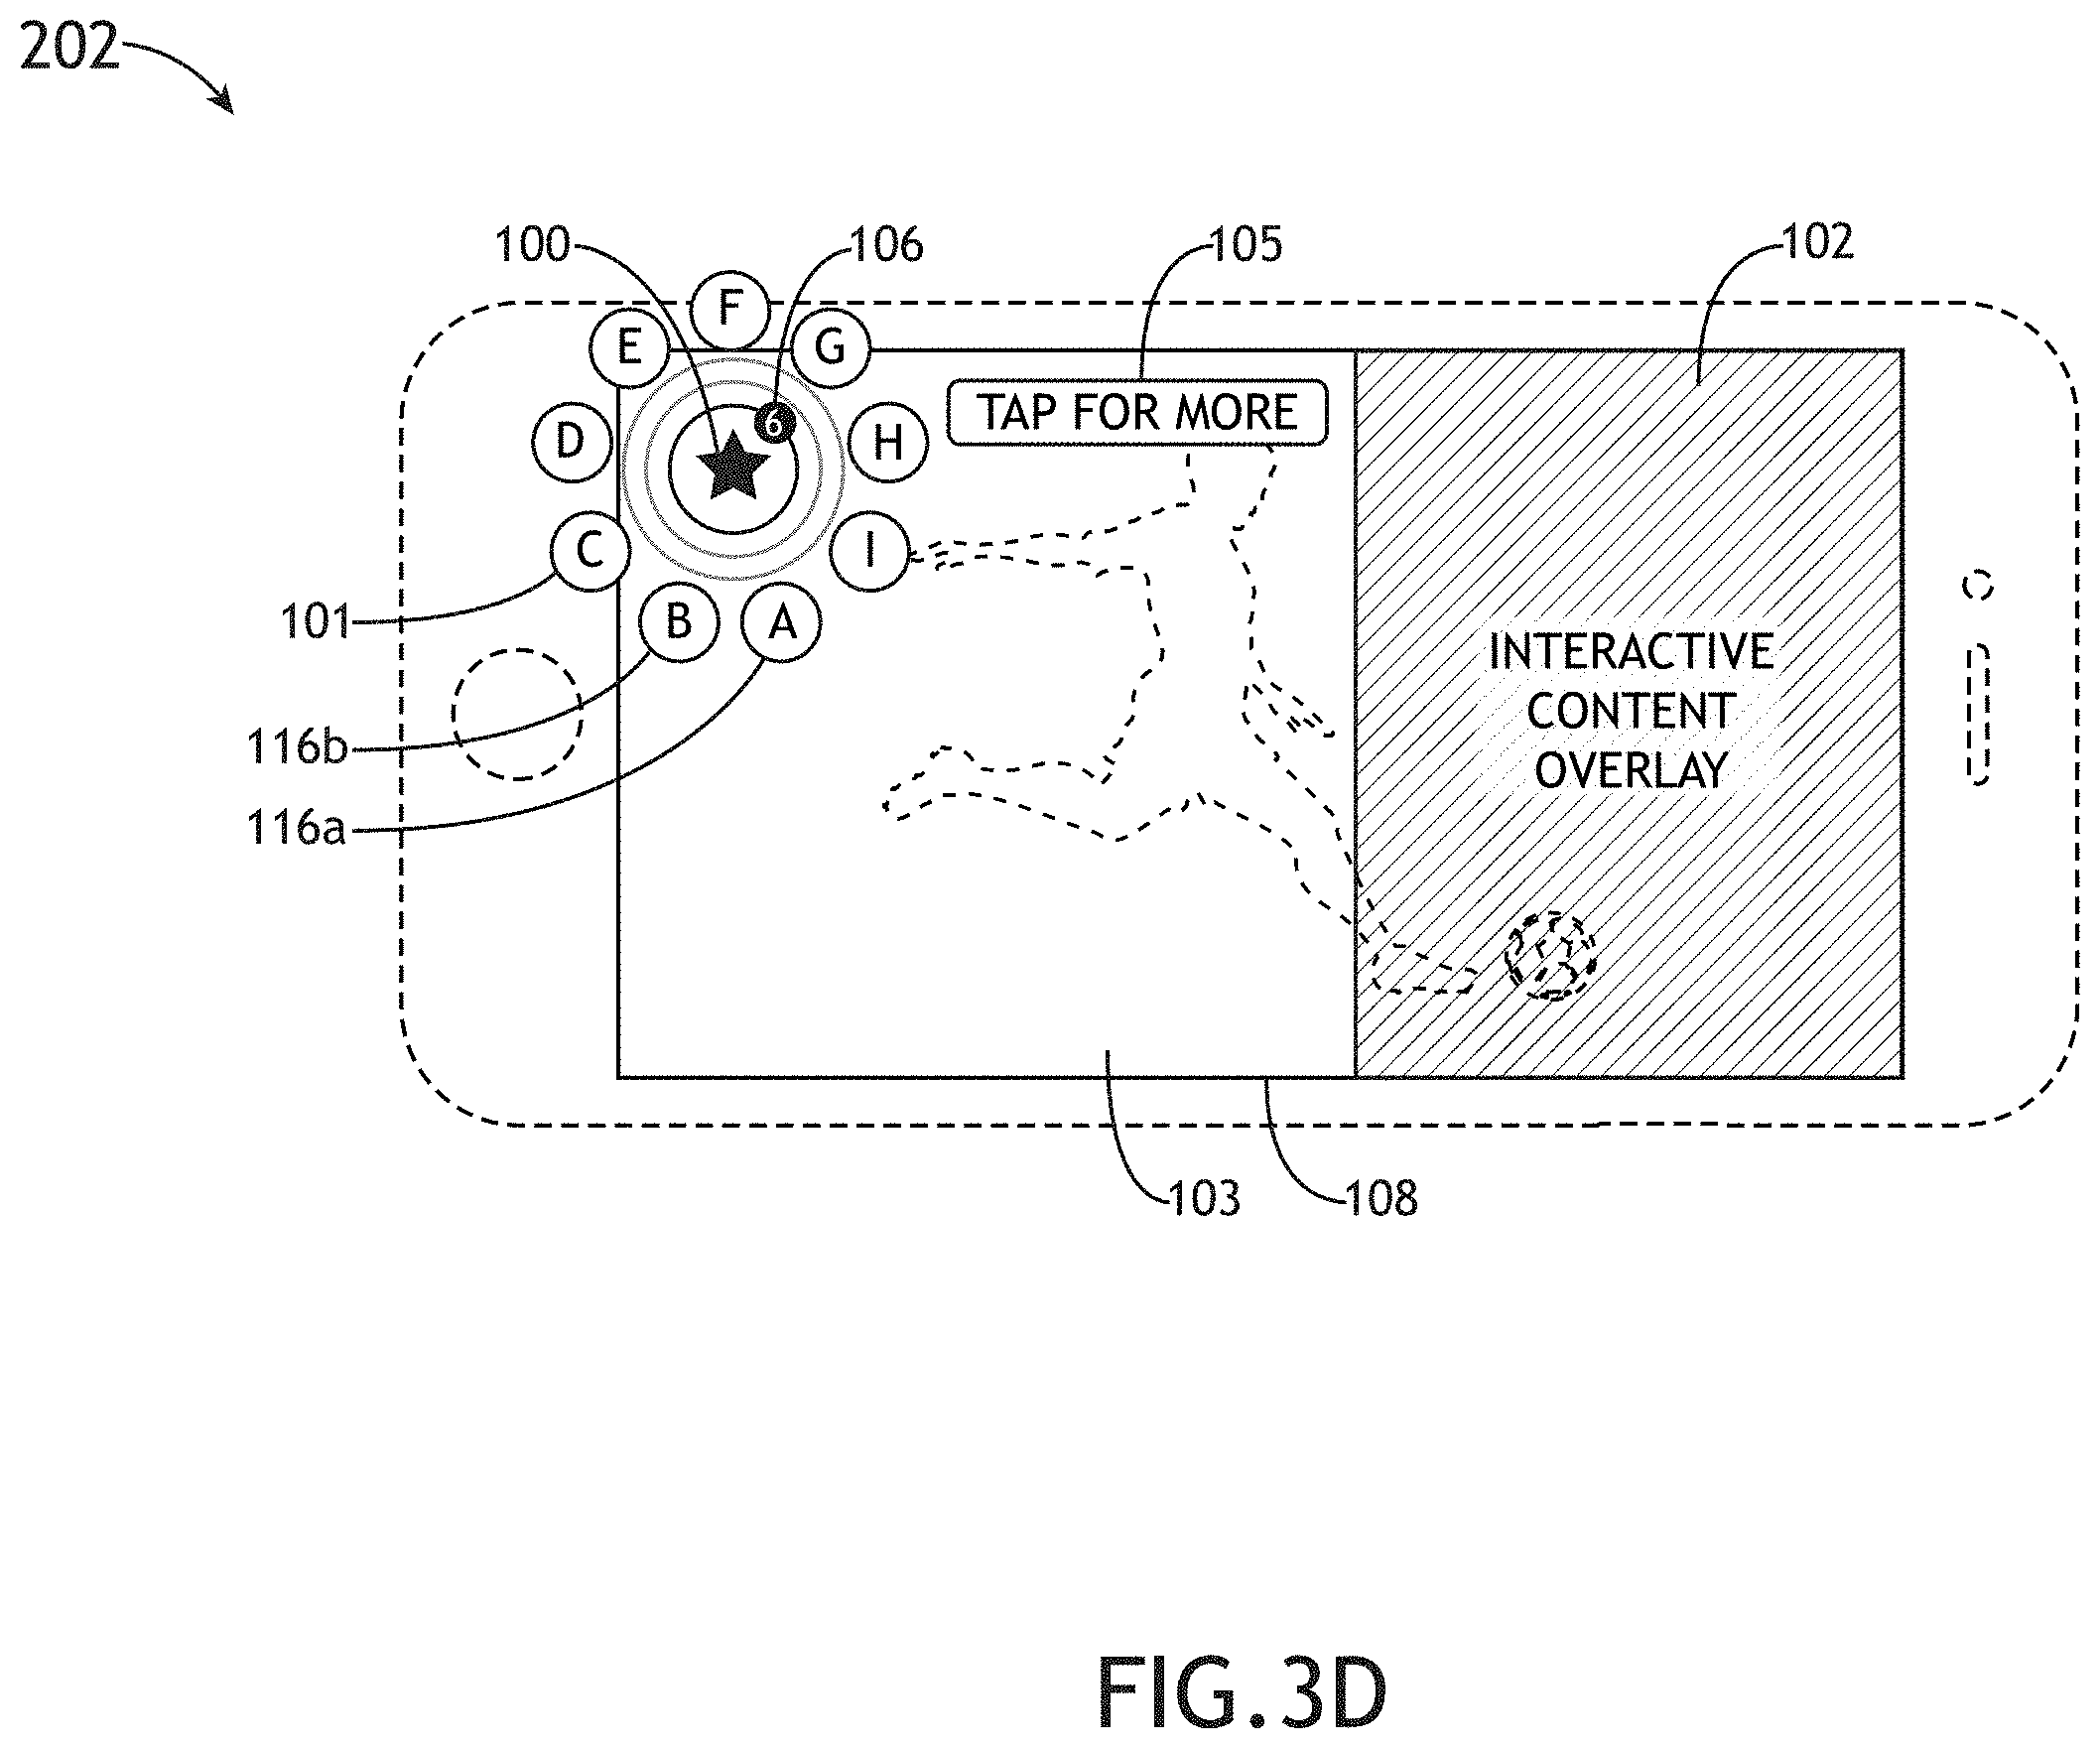 202
100
106
105
102
F
E
G
TAP FOR MORE
6
D
H
C
I
101
B
A
INTERACTIVE
CONTENT
OVERLAY
116b
116a
103
108
FIG. 3D